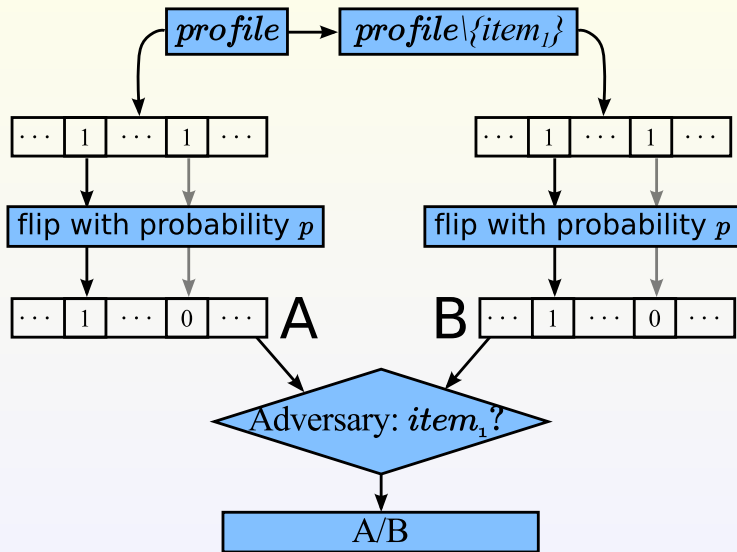 profile
profile\{item₁}
··· 1 ··· 1 ···
··· 1 ··· 1 ···
flip with probability p
flip with probability p
··· 1 ··· 0 ···
A
B
··· 1 ··· 0 ···
Adversary: item₁?
A/B